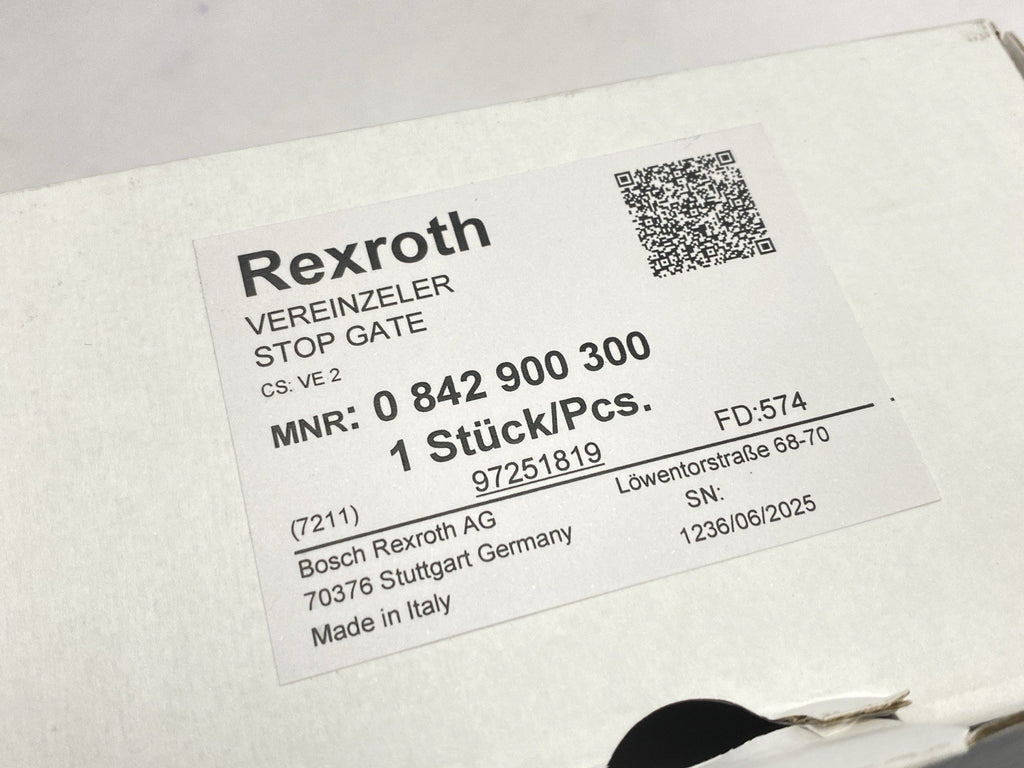 Rexroth
VEREINZELER
STOP GATE
CS: VE 2
MNR: 0 842 900 300
1 Stück/Pcs.
97251819
FD:574
(7211)
Bosch Rexroth AG
Löwentorstraße 68-70
70376 Stuttgart Germany
SN:
Made in Italy
1236/06/2025